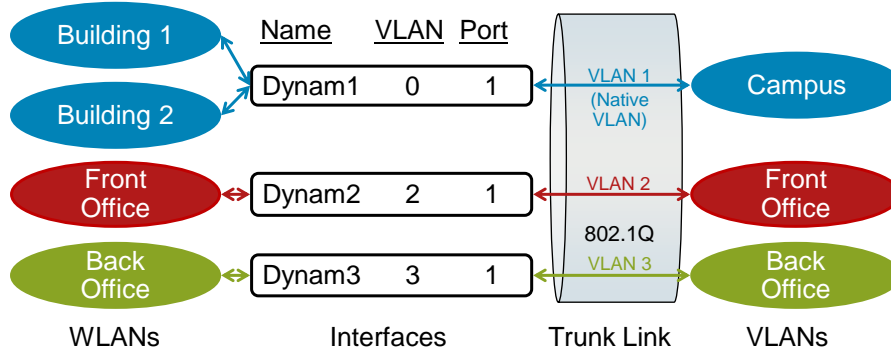 Building 1
Name VLAN Port
Dynam1 0 1
VLAN 1
(Native
VLAN)
Campus
Building 2
Front
Office
Dynam2 2 1
VLAN 2
Front
Office
802.1Q
Back
Office
Dynam3 3 1
VLAN 3
Back
Office
WLANs Interfaces Trunk Link VLANs